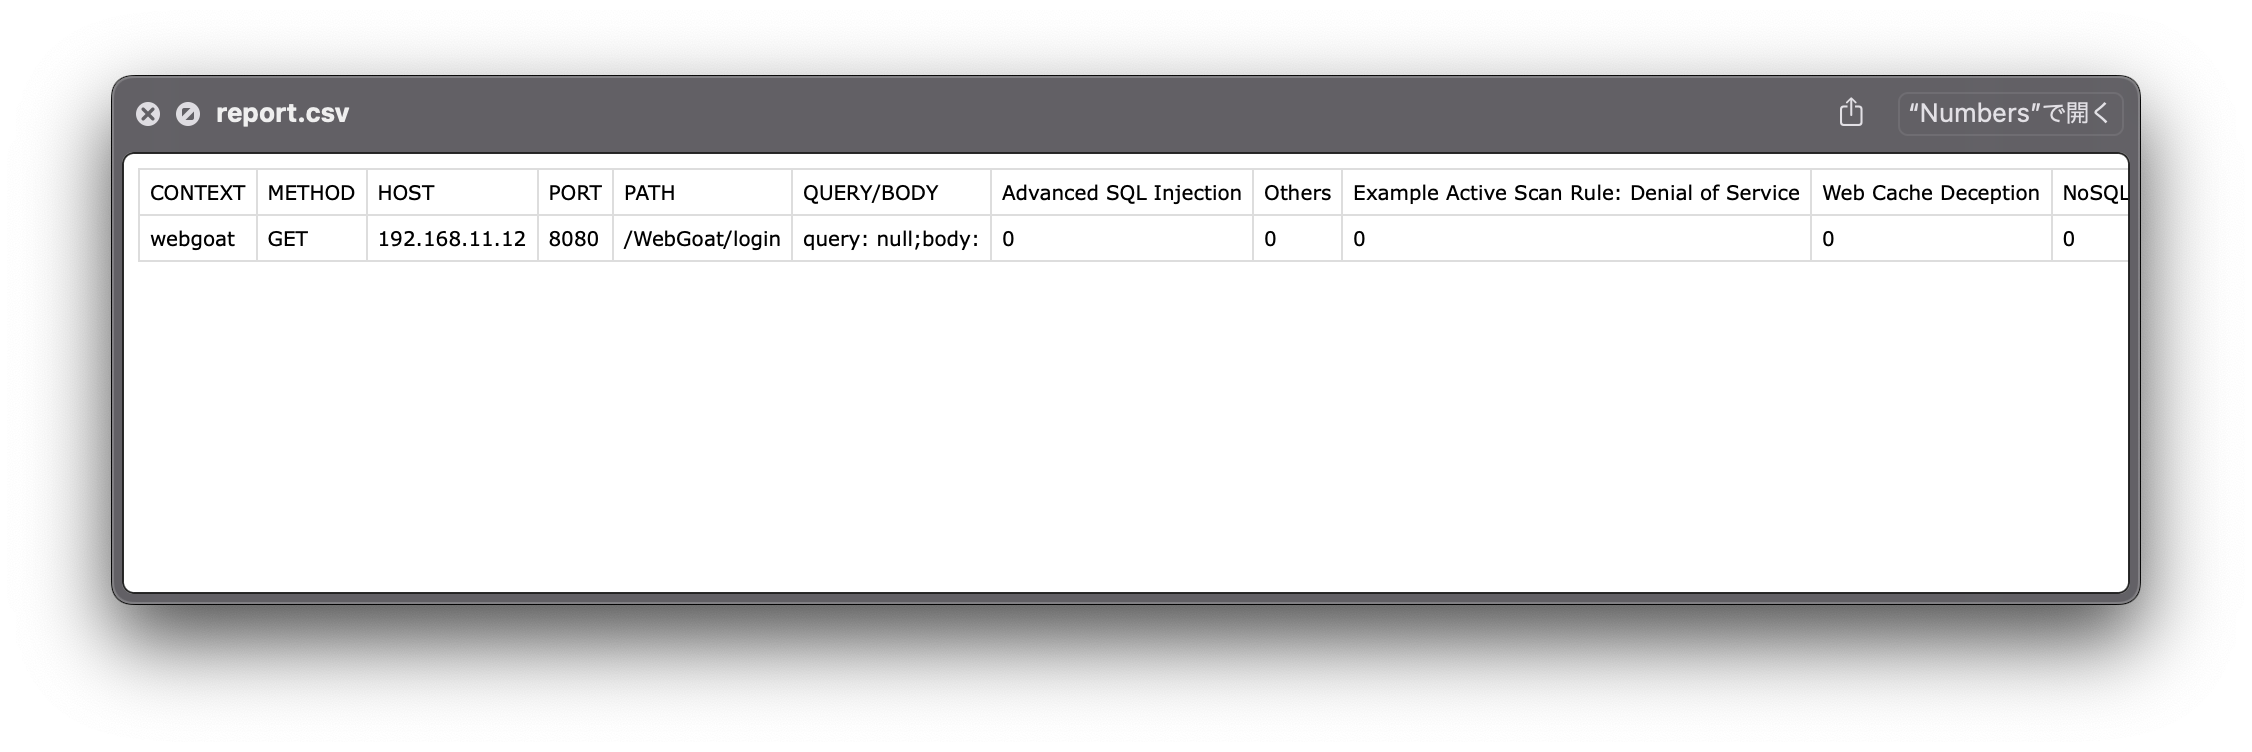 report.csv “Numbers”で開く
CONTEXT METHOD HOST PORT PATH QUERY/BODY Advanced SQL Injection Others Example Active Scan Rule: Denial of Service Web Cache Deception NoSQL
webgoat GET 192.168.11.12 8080 /WebGoat/login query: null;body: 0 0 0 0 0